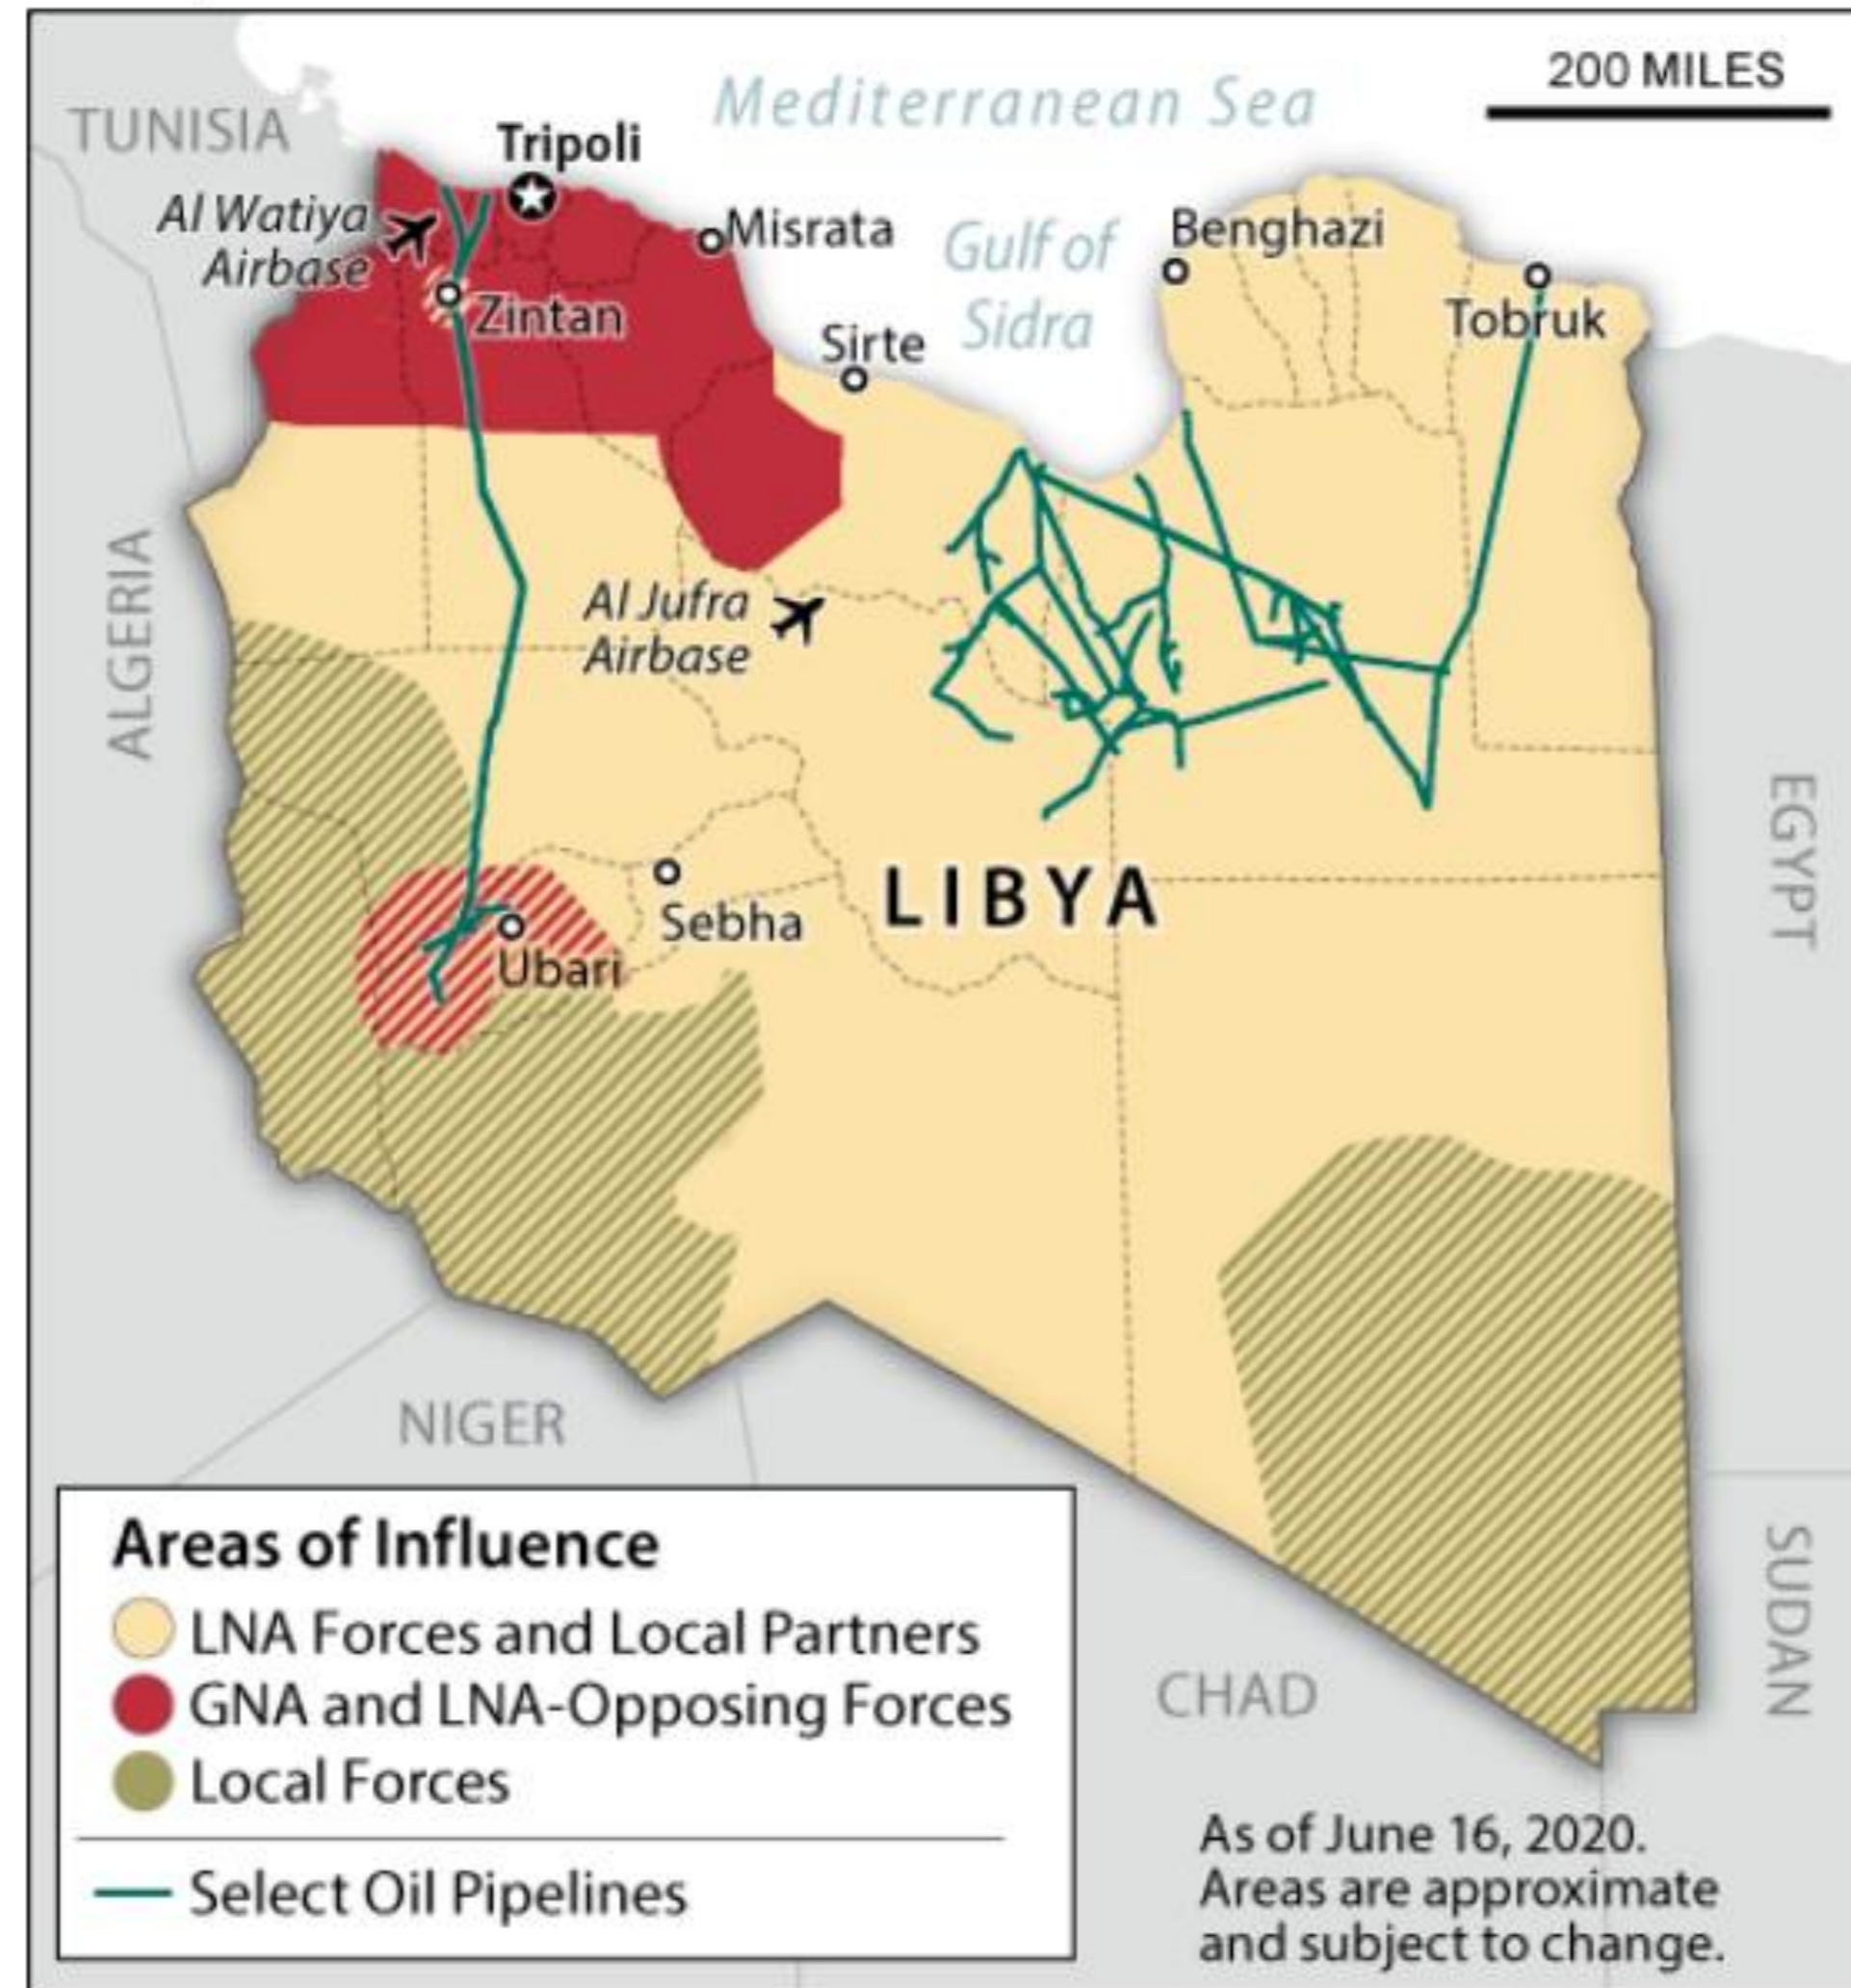 200 MILES
Mediterranean Sea
TUNISIA
Tripoli
Al Watiya
Airbase
Misrata
Gulf of
Sidra
Benghazi
Zintan
Tobruk
Sirte
ALGERIA
Al Jufra
Airbase
EGYPT
LIBYA
Sebha
Ubari
NIGER
SUDAN
CHAD
Areas of Influence
LNA Forces and Local Partners
GNA and LNA-Opposing Forces
Local Forces
Select Oil Pipelines
As of June 16, 2020.
Areas are approximate
and subject to change.